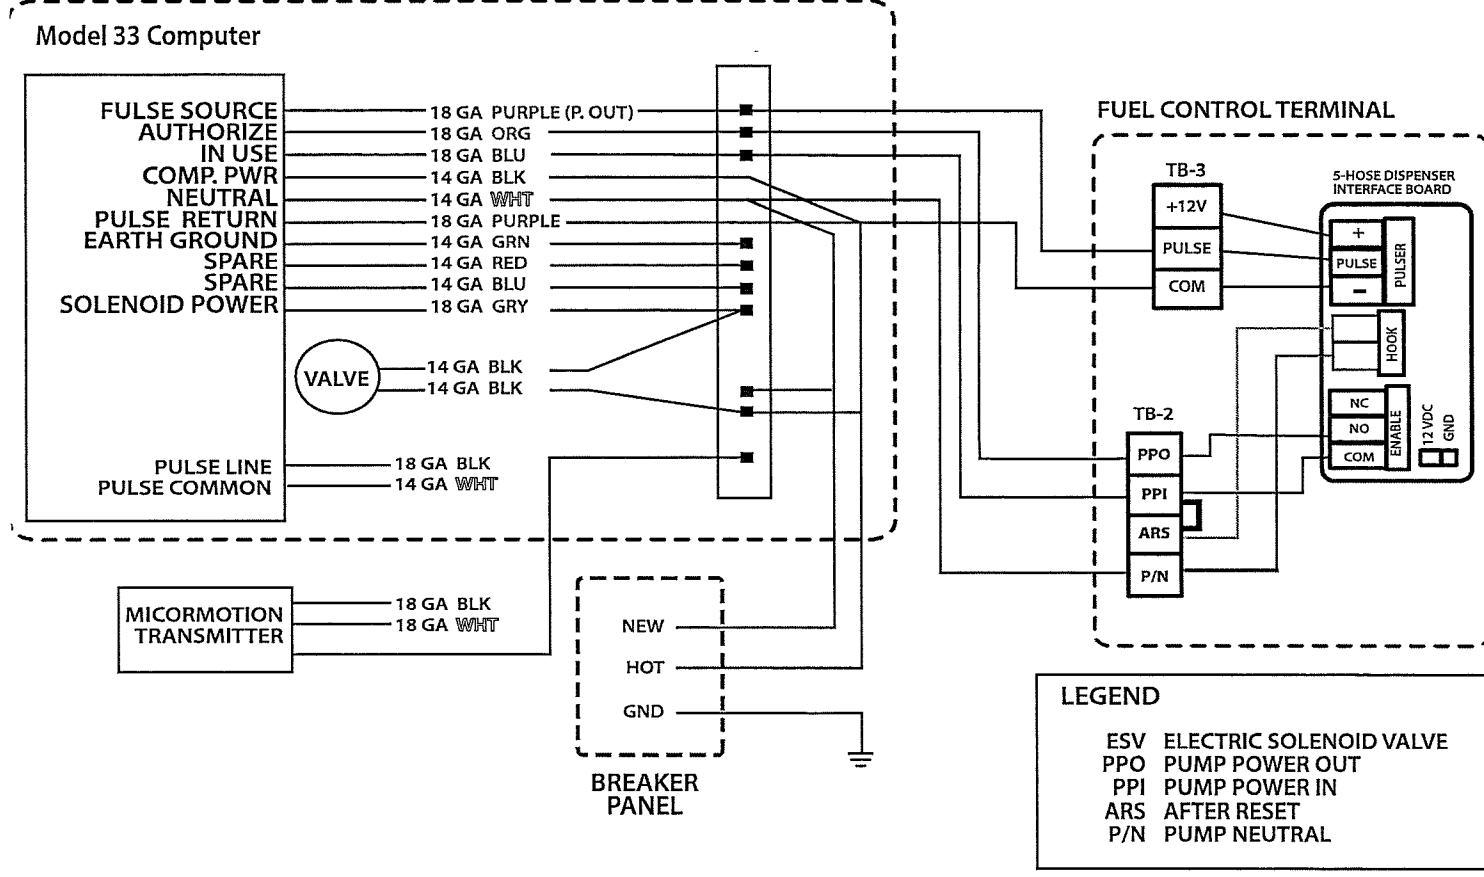 Model 33 Computer
FULSE SOURCE 18 GA PURPLE (P. OUT)
AUTHORIZE 18 GA ORG
IN USE 18 GA BLU
COMP. PWR 14 GA BLK
NEUTRAL 14 GA WHT
PULSE RETURN 18 GA PURPLE
EARTH GROUND 14 GA GRN
SPARE 14 GA RED
SPARE 14 GA BLU
SOLENOID POWER 18 GA GRY
VALVE
14 GA BLK
14 GA BLK
PULSE LINE 18 GA BLK
PULSE COMMON 14 GA WHT
MICORMOTION
TRANSMITTER
18 GA BLK
18 GA WHT
NEW
HOT
GND
BREAKER
PANEL
FUEL CONTROL TERMINAL
TB-3
+12V
PULSE
COM
5-HOSE DISPENSER
INTERFACE BOARD
+
PULSE
–
PULSER
HOOK
NC
NO
COM
ENABLE
12 VDC
GND
TB-2
PPO
PPI
ARS
P/N
LEGEND
ESV ELECTRIC SOLENOID VALVE
PPO PUMP POWER OUT
PPI PUMP POWER IN
ARS AFTER RESET
P/N PUMP NEUTRAL